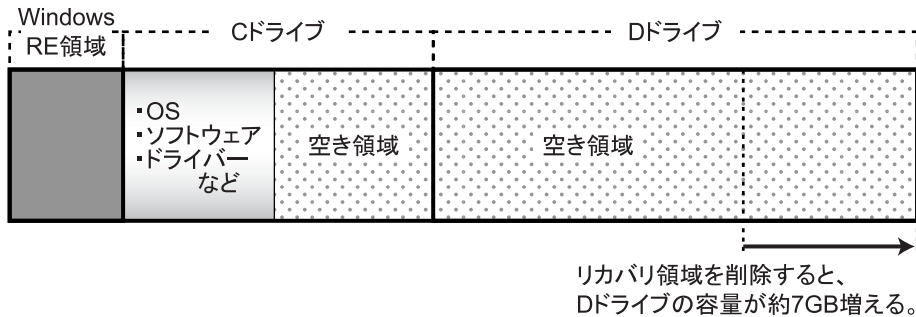 Windows
RE領域
Cドライブ
Dドライブ
・OS
・ソフトウェア
・ドライバー
など
空き領域
空き領域
リカバリ領域を削除すると、
Dドライブの容量が約7GB増える。